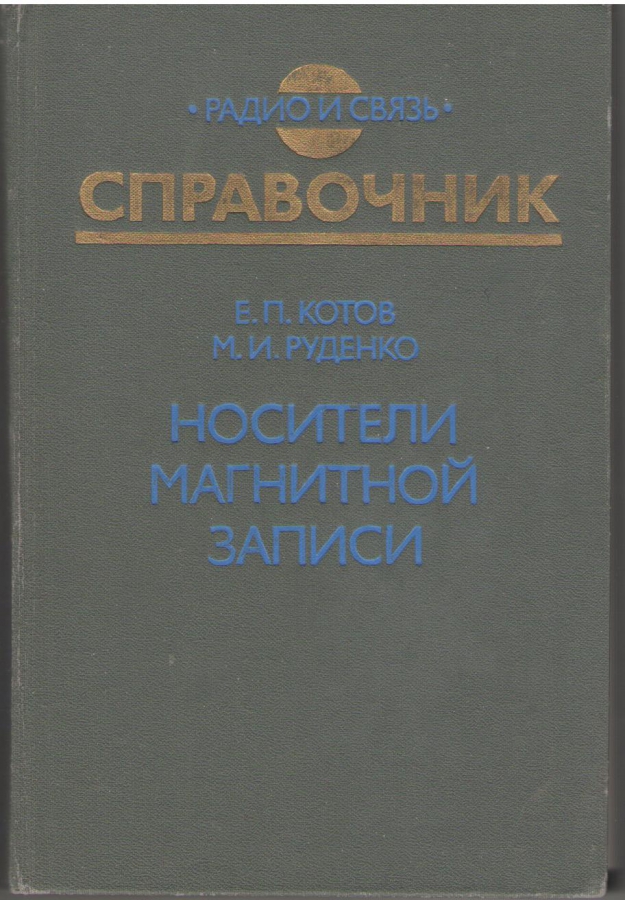 • РАДИО И СВЯЗЬ •
СПРАВОЧНИК
Е. П. КОТОВ
М. И. РУДЕНКО
НОСИТЕЛИ
МАГНИТНОЙ
ЗАПИСИ